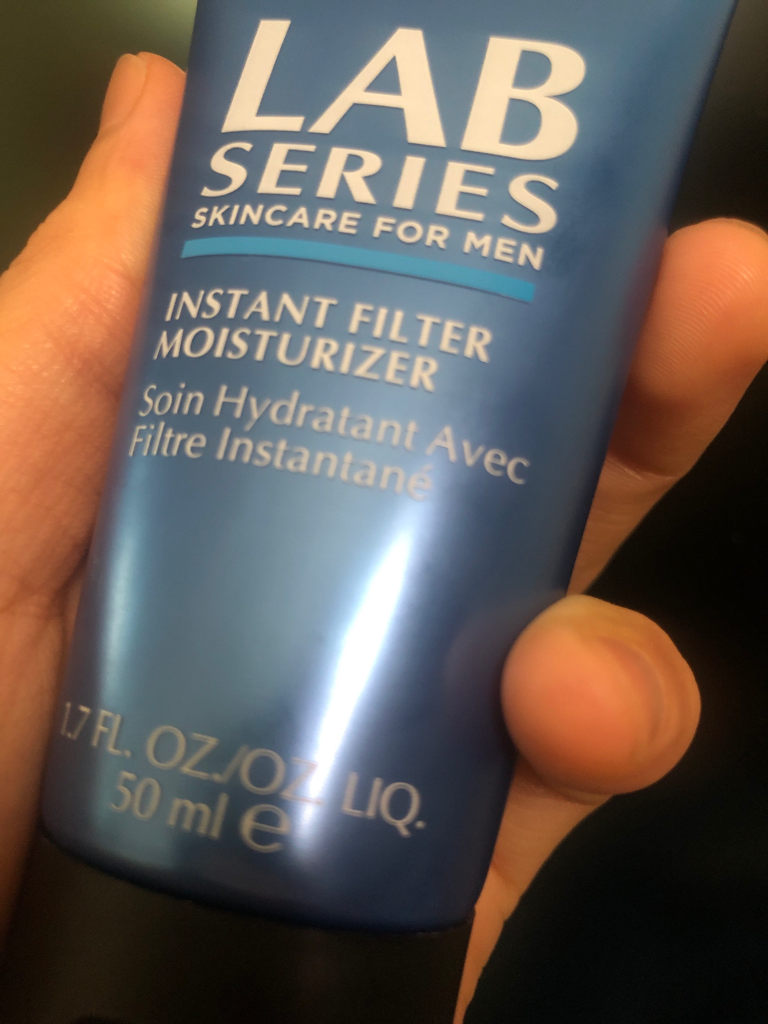 LAB
SERIES
SKINCARE FOR MEN
INSTANT FILTER
MOISTURIZER
Soin Hydratant Avec
Filtre Instantané
1.7 FL. OZ./OZ. LIQ.
50 ml ℮